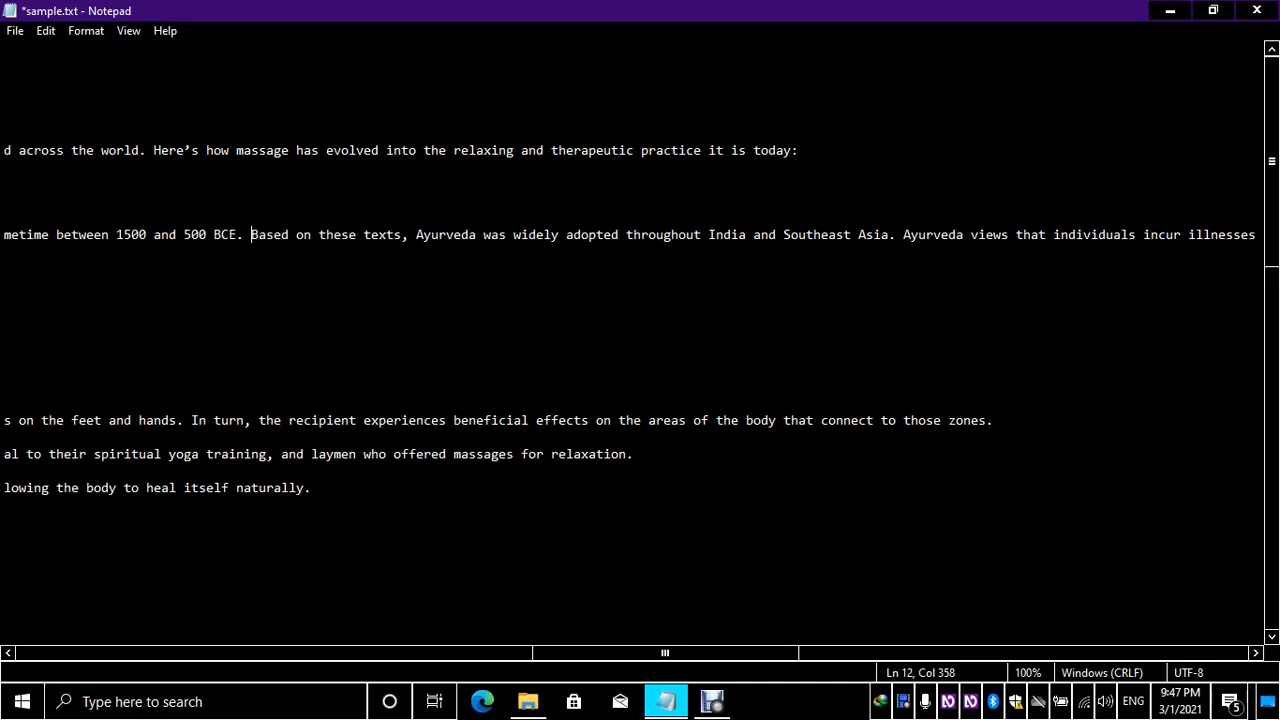 *sample.txt - Notepad
File Edit Format View Help
d across the world. Here’s how massage has evolved into the relaxing and therapeutic practice it is today:
metime between 1500 and 500 BCE. Based on these texts, Ayurveda was widely adopted throughout India and Southeast Asia. Ayurveda views that individuals incur illnesses
s on the feet and hands. In turn, the recipient experiences beneficial effects on the areas of the body that connect to those zones.
al to their spiritual yoga training, and laymen who offered massages for relaxation.
lowing the body to heal itself naturally.
Ln 12, Col 358 100% Windows (CRLF) UTF-8
Type here to search ENG 9:47 PM 5
3/1/2021